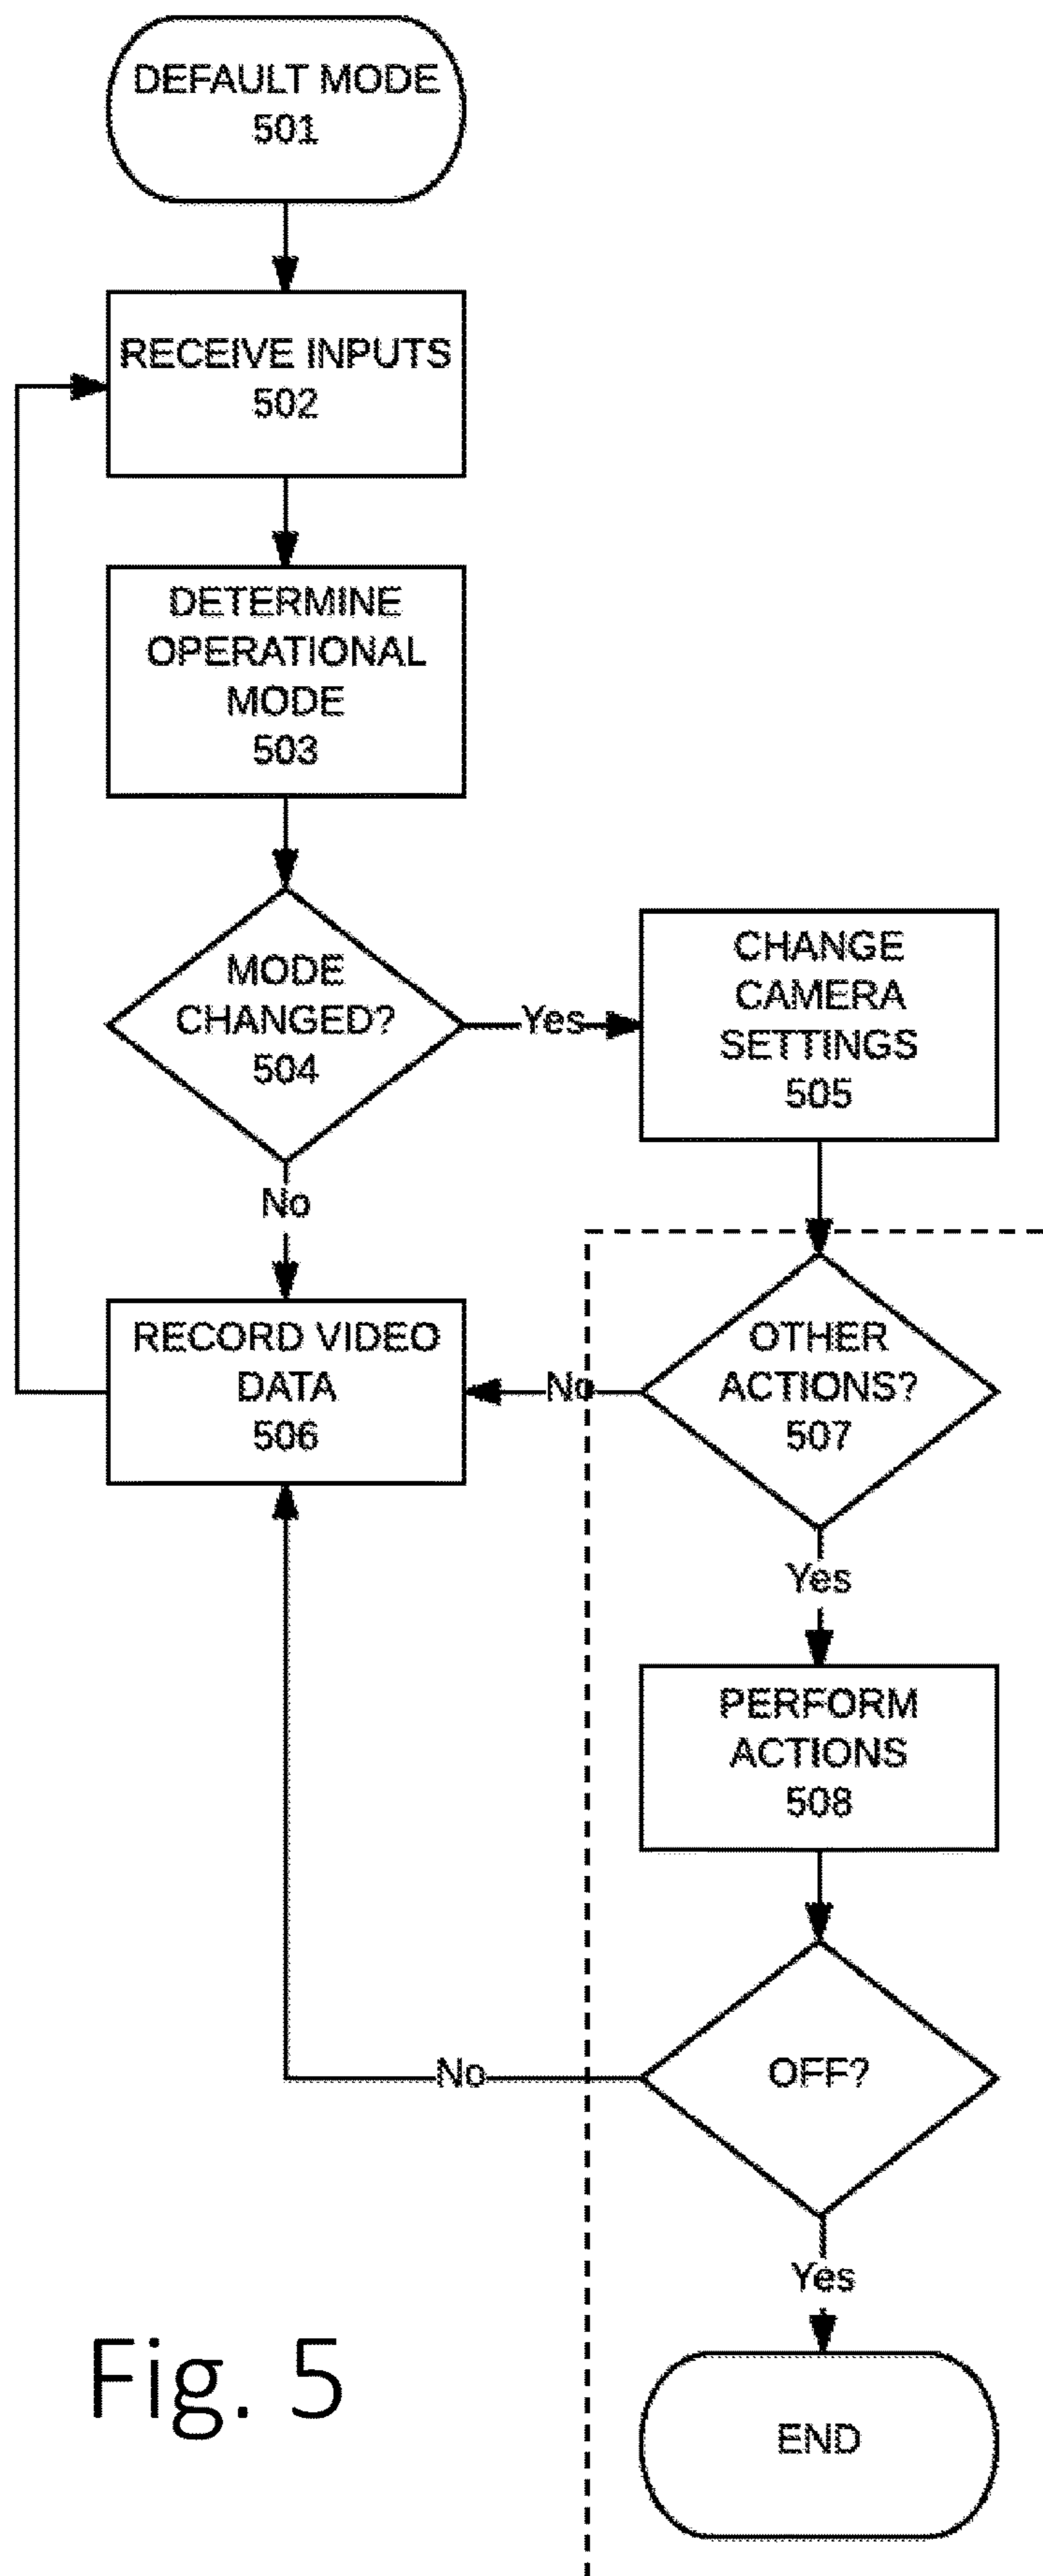 DEFAULT MODE
501
RECEIVE INPUTS
502
DETERMINE
OPERATIONAL
MODE
503
MODE
CHANGED?
504
Yes
CHANGE
CAMERA
SETTINGS
505
No
RECORD VIDEO
DATA
506
No
OTHER
ACTIONS?
507
Yes
PERFORM
ACTIONS
508
No
OFF?
Yes
END
Fig. 5